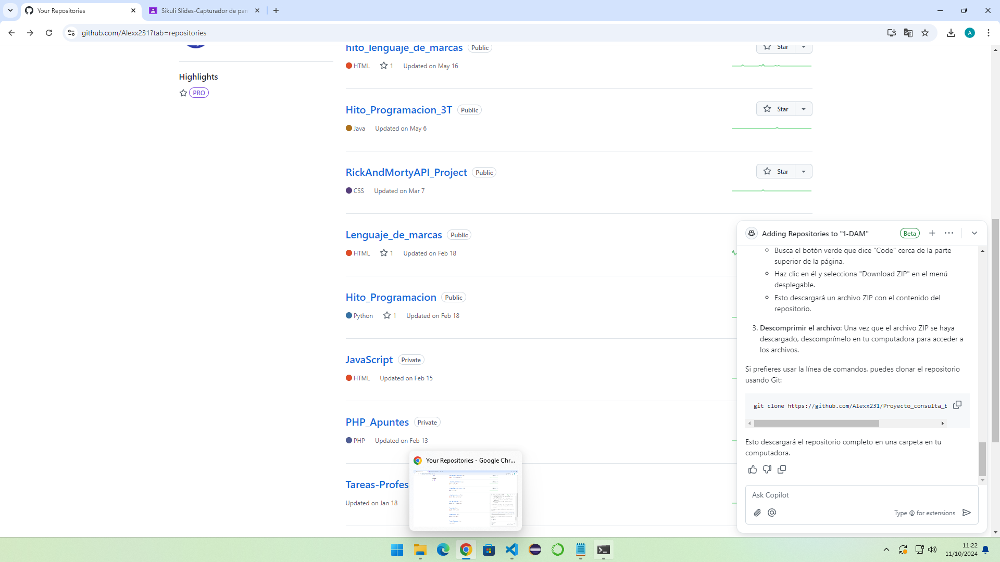 Your Repositories
Sikuli Slides-Capturador de pan
github.com/Alexx231?tab=repositories
A
Highlights
PRO
hito_lenguaje_de_marcas Public
Star
HTML 1 Updated on May 16
Hito_Programacion_3T Public
Star
Java Updated on May 6
RickAndMortyAPI_Project Public
Star
CSS Updated on Mar 7
Lenguaje_de_marcas Public
HTML 1 Updated on Feb 18
Hito_Programacion Public
Python 1 Updated on Feb 18
JavaScript Private
HTML Updated on Feb 15
PHP_Apuntes Private
PHP Updated on Feb 13
Tareas-Profes
Updated on Jan 18
Your Repositories - Google Chr...
Adding Repositories to "1-DAM" Beta
Busca el botón verde que dice "Code" cerca de la parte
superior de la página.
Haz clic en él y selecciona "Download ZIP" en el menú
desplegable.
Esto descargará un archivo ZIP con el contenido del
repositorio.
3. Descomprimir el archivo: Una vez que el archivo ZIP se haya
descargado, descomprímelo en tu computadora para acceder a
los archivos.
Si prefieres usar la línea de comandos, puedes clonar el repositorio
usando Git:
git clone https://github.com/Alexx231/Proyecto_consulta_b
Esto descargará el repositorio completo en una carpeta en tu
computadora.
Ask Copilot
Type @ for extensions
11:22
11/10/2024